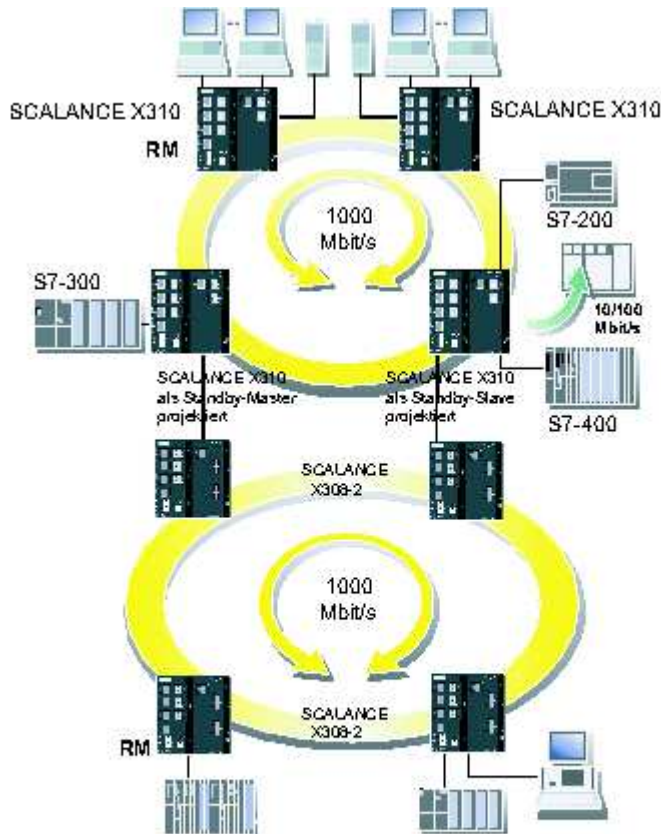 SCALANCE X310
RM
SCALANCE X310
1000
Mbit/s
S7-200
10/100
Mbit/s
S7-300
S7-400
SCALANCE X310
als Standby-Master
projektiert
SCALANCE X310
als Standby-Slave
projektiert
SCALANCE
X308-2
1000
Mbit/s
SCALANCE
X308-2
RM